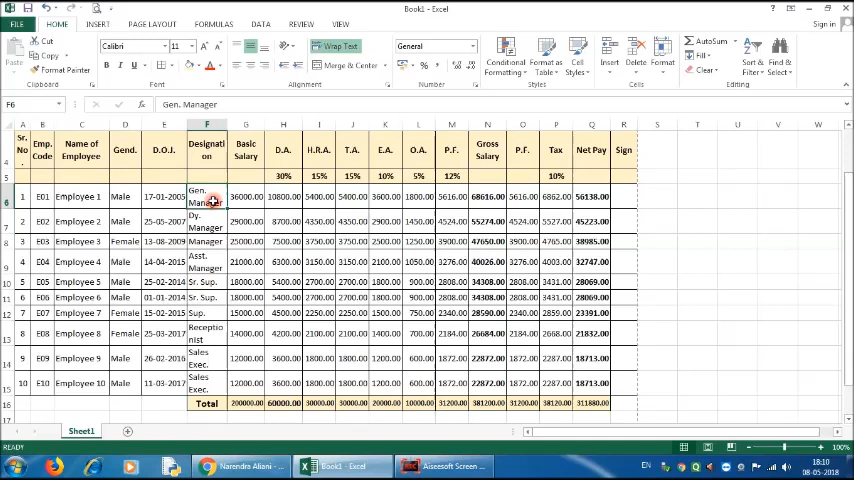 Book1 - Excel
FILE HOME INSERT PAGE LAYOUT FORMULAS DATA REVIEW VIEW Sign in
Cut
Copy
Format Painter
Paste
Clipboard
Calibri 11
B I U
Font
Wrap Text
Merge & Center
Alignment
General
Number
Conditional Formatting
Format as Table
Cell Styles
Styles
Insert Delete Format
Cells
AutoSum
Fill
Clear
Sort & Filter
Find & Select
Editing
F6 Gen. Manager
A B C D E F G H I J K L M N O P Q R S T U V W
4 Sr. No. Emp. Code Name of Employee Gend. D.O.J. Designation Basic Salary D.A. H.R.A. T.A. E.A. O.A. P.F. Gross Salary P.F. Tax Net Pay Sign
5 30% 15% 15% 10% 5% 12% 10%
6 1 E01 Employee 1 Male 17-01-2005 Gen. Manager 36000.00 10800.00 5400.00 5400.00 3600.00 1800.00 5616.00 68616.00 5616.00 6862.00 56138.00
7 2 E02 Employee 2 Male 25-05-2007 Dy. Manager 29000.00 8700.00 4350.00 4350.00 2900.00 1450.00 4524.00 55274.00 4524.00 5527.00 45223.00
8 3 E03 Employee 3 Female 13-08-2009 Manager 25000.00 7500.00 3750.00 3750.00 2500.00 1250.00 3900.00 47650.00 3900.00 4765.00 38985.00
9 4 E04 Employee 4 Male 14-04-2015 Asst. Manager 21000.00 6300.00 3150.00 3150.00 2100.00 1050.00 3276.00 40026.00 3276.00 4003.00 32747.00
10 5 E05 Employee 5 Male 25-02-2014 Sr. Sup. 18000.00 5400.00 2700.00 2700.00 1800.00 900.00 2808.00 34308.00 2808.00 3431.00 28069.00
11 6 E06 Employee 6 Male 01-01-2014 Sr. Sup. 18000.00 5400.00 2700.00 2700.00 1800.00 900.00 2808.00 34308.00 2808.00 3431.00 28069.00
12 7 E07 Employee 7 Female 15-02-2015 Sup. 15000.00 4500.00 2250.00 2250.00 1500.00 750.00 2340.00 28590.00 2340.00 2859.00 23391.00
13 8 E08 Employee 8 Female 25-03-2017 Receptionist 14000.00 4200.00 2100.00 2100.00 1400.00 700.00 2184.00 26684.00 2184.00 2668.00 21832.00
14 9 E09 Employee 9 Male 26-02-2016 Sales Exec. 12000.00 3600.00 1800.00 1800.00 1200.00 600.00 1872.00 22872.00 1872.00 2287.00 18713.00
15 10 E10 Employee 10 Male 11-03-2017 Sales Exec. 12000.00 3600.00 1800.00 1800.00 1200.00 600.00 1872.00 22872.00 1872.00 2287.00 18713.00
16 Total 200000.00 60000.00 30000.00 30000.00 20000.00 10000.00 31200.00 381200.00 31200.00 38120.00 311880.00
17
Sheet1
READY 100%
Narendra Aliani - ... Book1 - Excel Aiseesoft Screen ... EN 18:10
08-05-2018